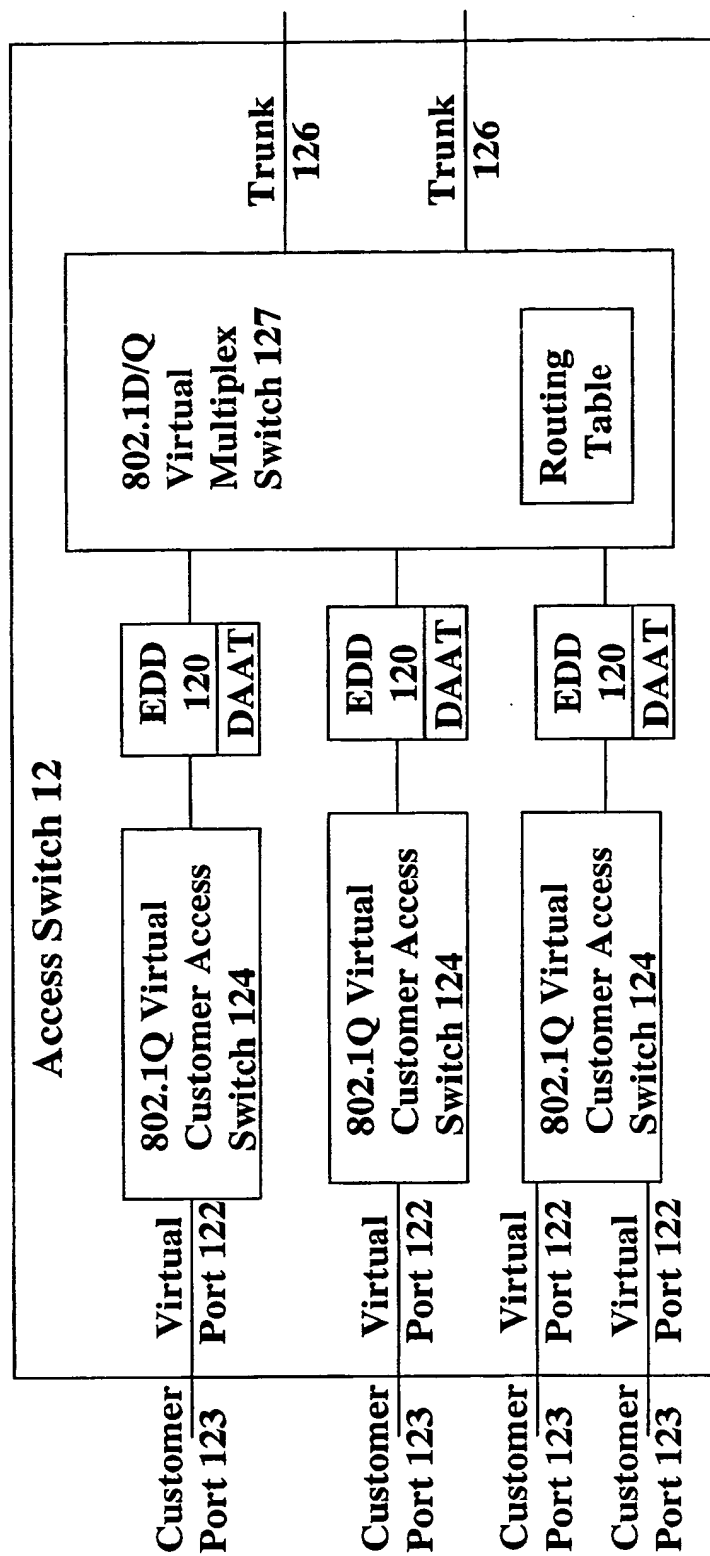 Access Switch 12
Customer
Port 123
Virtual
Port 122
802.1Q Virtual
Customer Access
Switch 124
EDD
120
DAAT
Customer
Port 123
Virtual
Port 122
802.1Q Virtual
Customer Access
Switch 124
EDD
120
DAAT
Customer
Port 123
Virtual
Port 122
Customer
Port 123
Virtual
Port 122
802.1Q Virtual
Customer Access
Switch 124
EDD
120
DAAT
802.1D/Q
Virtual
Multiplex
Switch 127
Routing
Table
Trunk
126
Trunk
126